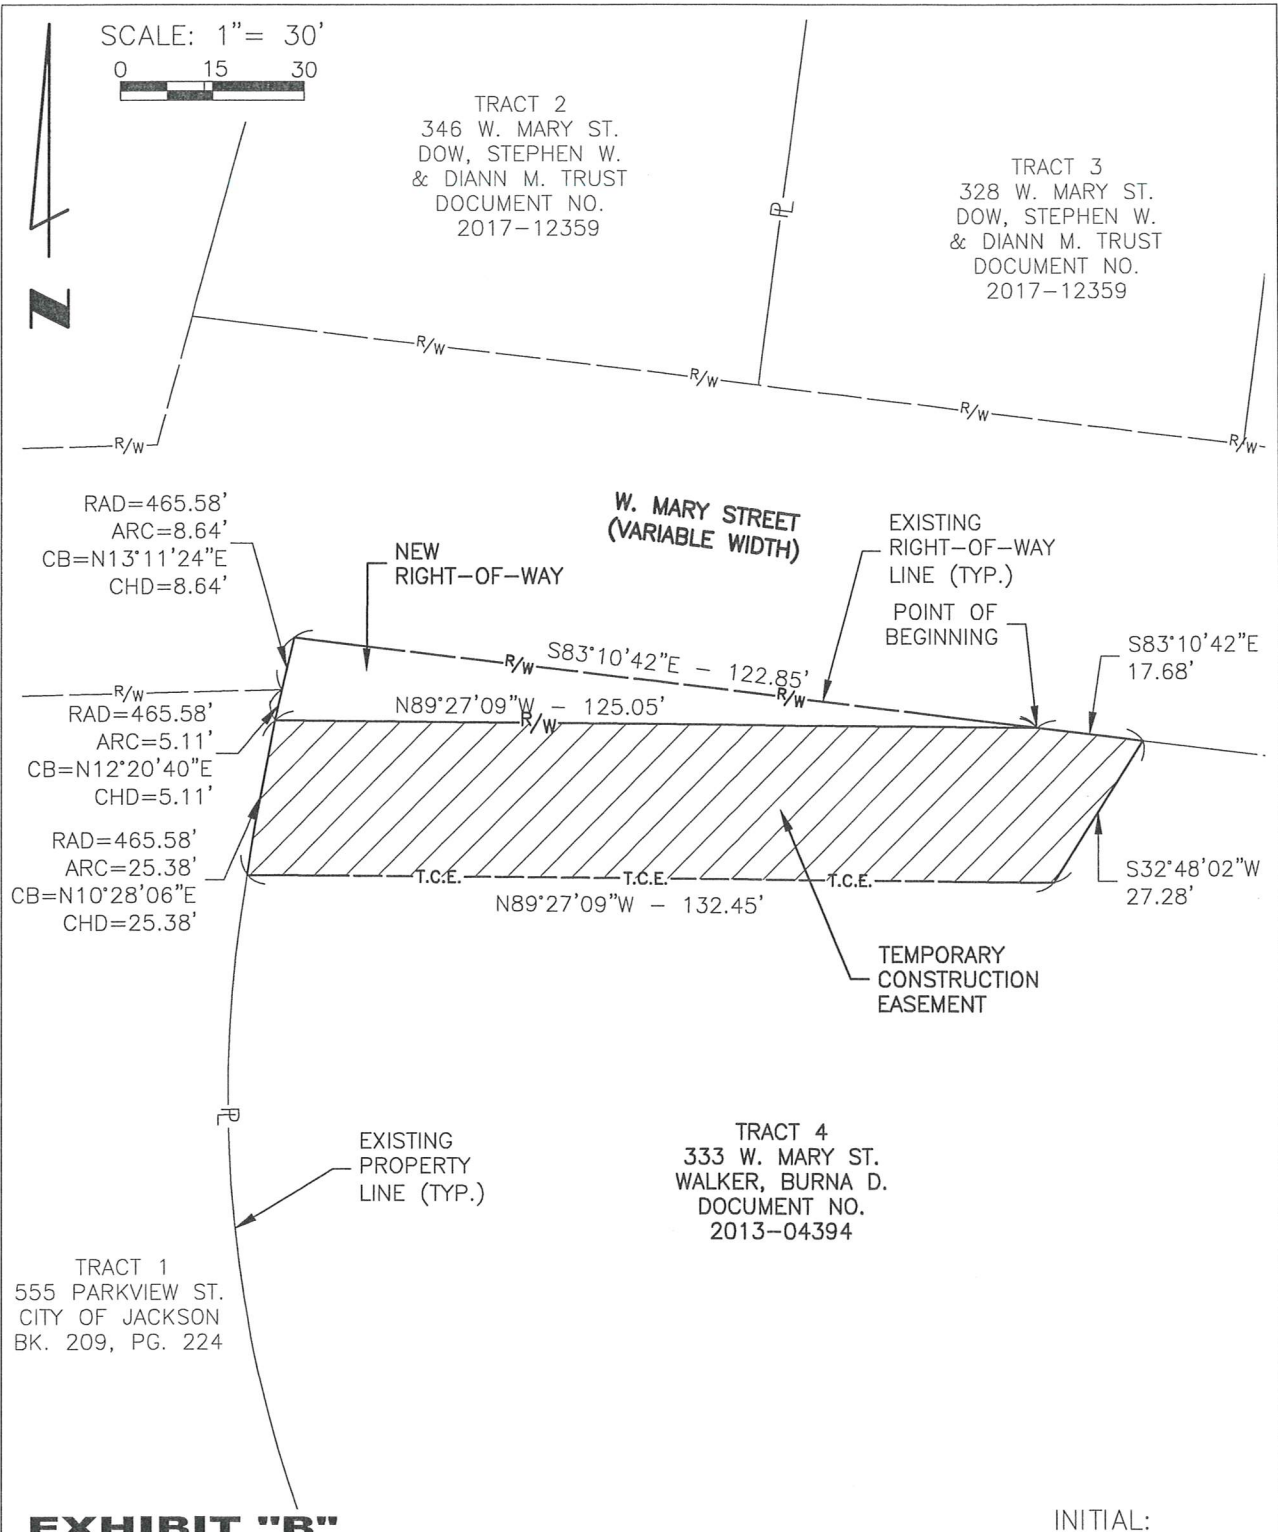 SCALE: 1"= 30'
0 15 30
TRACT 2
346 W. MARY ST.
DOW, STEPHEN W.
& DIANN M. TRUST
DOCUMENT NO.
2017-12359
TRACT 3
328 W. MARY ST.
DOW, STEPHEN W.
& DIANN M. TRUST
DOCUMENT NO.
2017-12359
PL
N
R/W
R/W
R/W
R/W
R/W
RAD=465.58'
ARC=8.64'
CB=N13°11'24"E
CHD=8.64'
NEW
RIGHT-OF-WAY
W. MARY STREET
(VARIABLE WIDTH)
EXISTING
RIGHT-OF-WAY
LINE (TYP.)
POINT OF
BEGINNING
S83°10'42"E
17.68'
R/W
S83°10'42"E - 122.85'
R/W
R/W
N89°27'09"W - 125.05'
R/W
RAD=465.58'
ARC=5.11'
CB=N12°20'40"E
CHD=5.11'
RAD=465.58'
ARC=25.38'
CB=N10°28'06"E
CHD=25.38'
T.C.E.
T.C.E.
T.C.E.
N89°27'09"W - 132.45'
S32°48'02"W
27.28'
TEMPORARY
CONSTRUCTION
EASEMENT
PL
EXISTING
PROPERTY
LINE (TYP.)
TRACT 4
333 W. MARY ST.
WALKER, BURNA D.
DOCUMENT NO.
2013-04394
TRACT 1
555 PARKVIEW ST.
CITY OF JACKSON
BK. 209, PG. 224
EXHIBIT "B"
INITIAL: